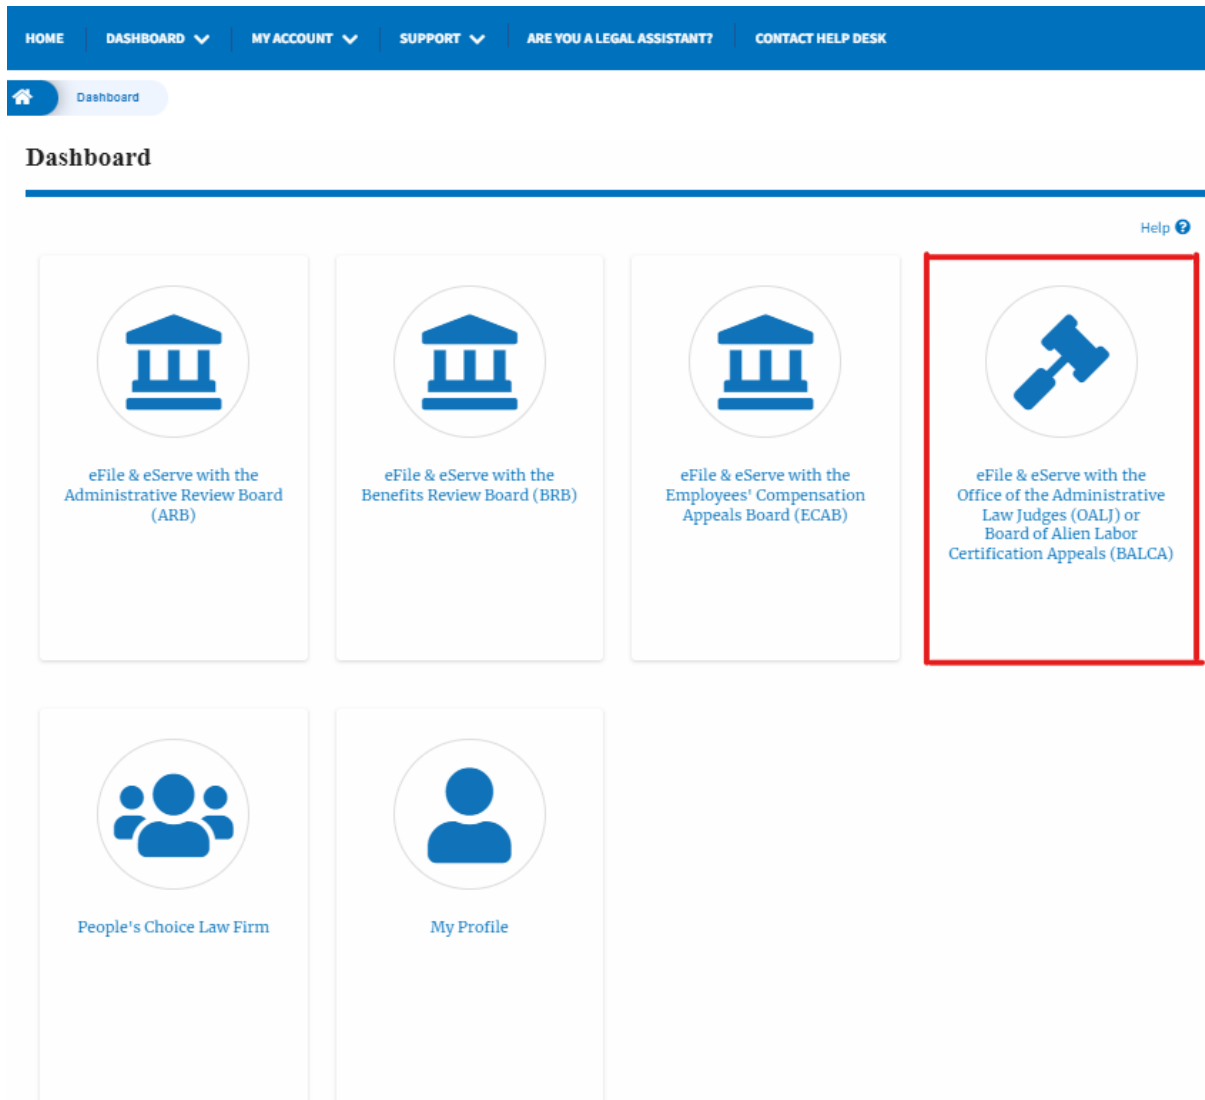 HOME DASHBOARD MY ACCOUNT SUPPORT ARE YOU A LEGAL ASSISTANT? CONTACT HELP DESK
Dashboard
Dashboard
Help
eFile & eServe with the
Administrative Review Board
(ARB)
eFile & eServe with the
Benefits Review Board (BRB)
eFile & eServe with the
Employees' Compensation
Appeals Board (ECAB)
eFile & eServe with the
Office of the Administrative
Law Judges (OALJ) or
Board of Alien Labor
Certification Appeals (BALCA)
People's Choice Law Firm
My Profile